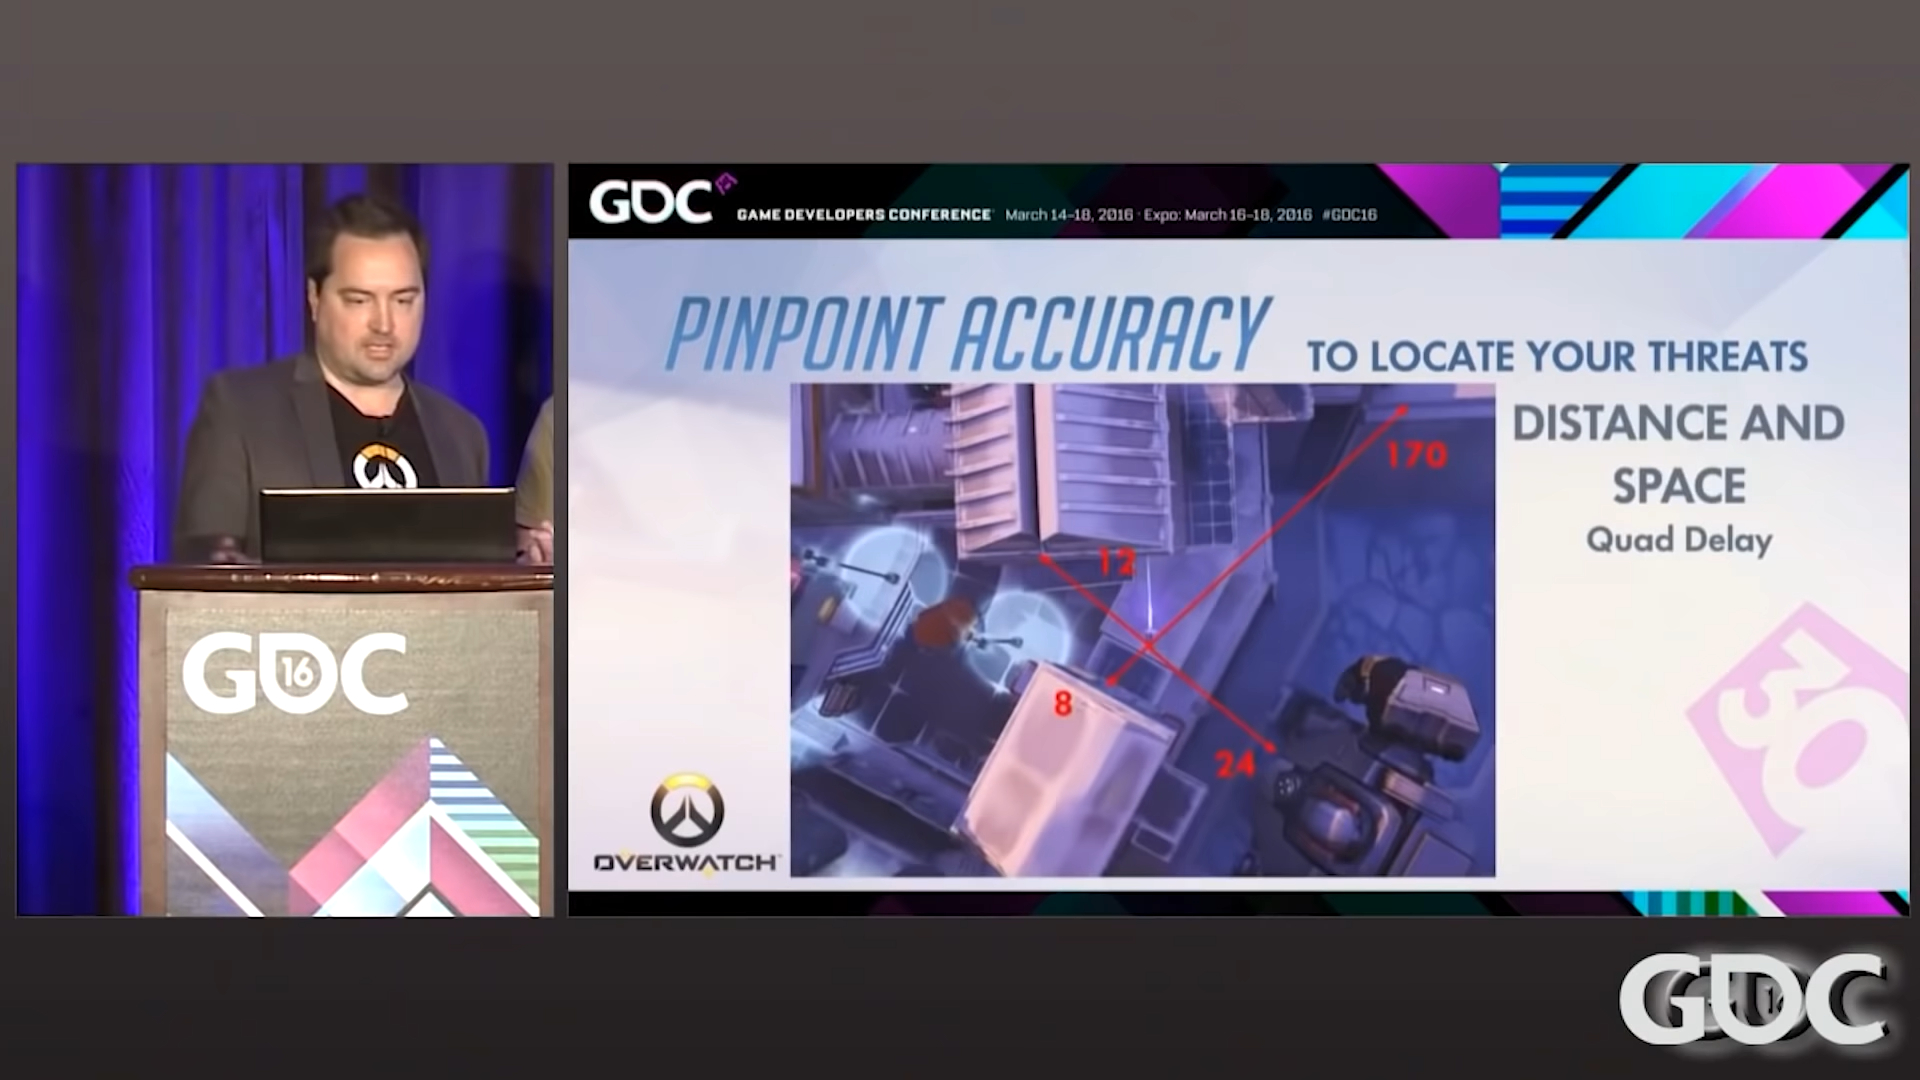 GDC
GAME DEVELOPERS CONFERENCE March 14-18, 2016 · Expo: March 16-18, 2016 #GDC16
PINPOINT ACCURACY TO LOCATE YOUR THREATS
DISTANCE AND
SPACE
Quad Delay
170
12
8
24
OVERWATCH
30
GDC
16
GDC